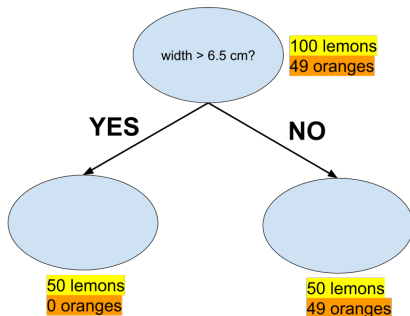 width > 6.5 cm?
100 lemons
49 oranges
YES
NO
50 lemons
0 oranges
50 lemons
49 oranges